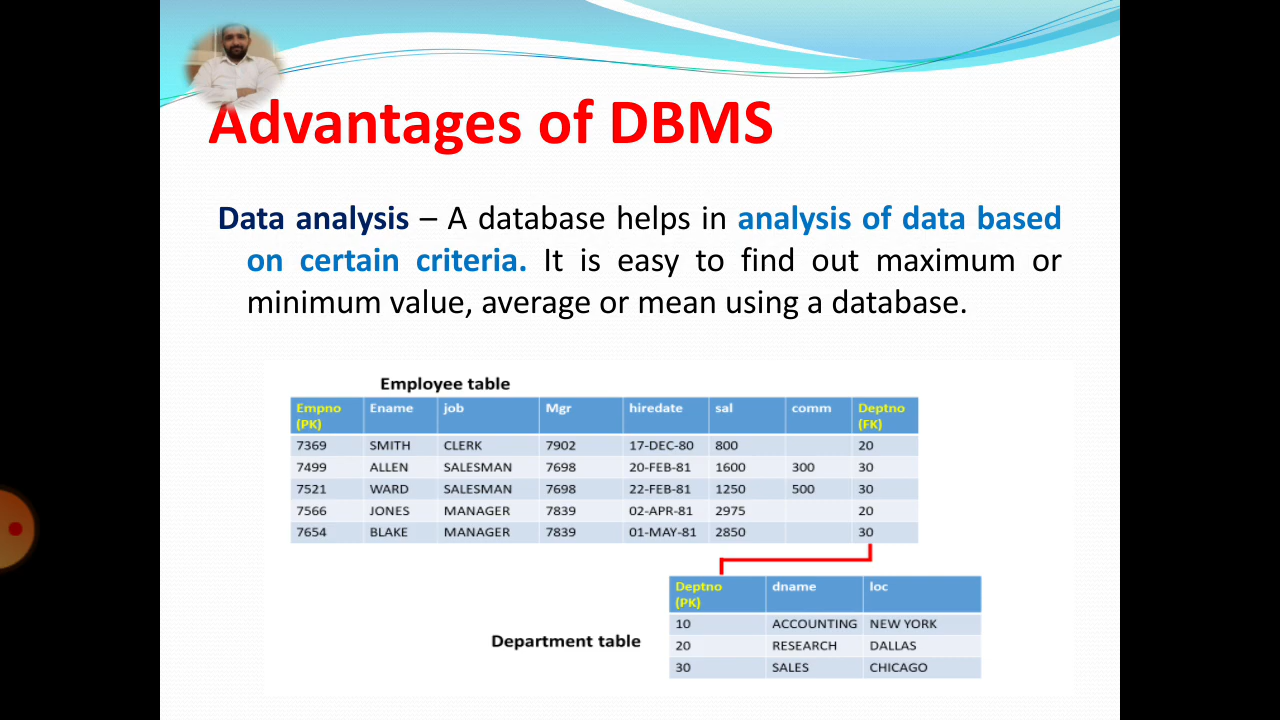 Advantages of DBMS
Data analysis – A database helps in analysis of data based
on certain criteria. It is easy to find out maximum or
minimum value, average or mean using a database.
Employee table
Empno (PK) Ename job Mgr hiredate sal comm Deptno (FK)
7369 SMITH CLERK 7902 17-DEC-80 800 20
7499 ALLEN SALESMAN 7698 20-FEB-81 1600 300 30
7521 WARD SALESMAN 7698 22-FEB-81 1250 500 30
7566 JONES MANAGER 7839 02-APR-81 2975 20
7654 BLAKE MANAGER 7839 01-MAY-81 2850 30
Department table
Deptno (PK) dname loc
10 ACCOUNTING NEW YORK
20 RESEARCH DALLAS
30 SALES CHICAGO